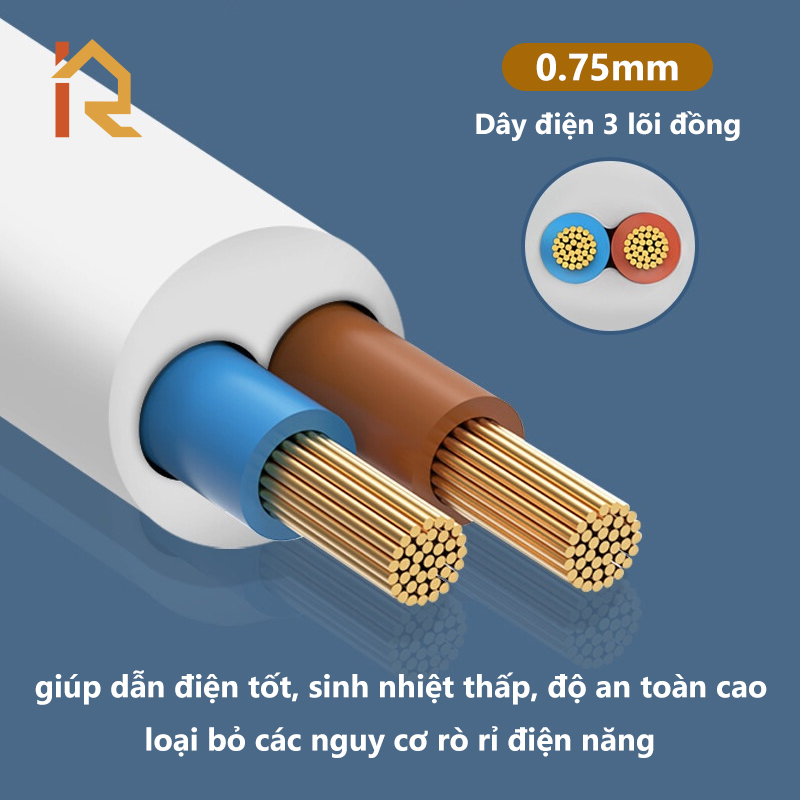 0.75mm
Dây điện 3 lõi đồng
giúp dẫn điện tốt, sinh nhiệt thấp, độ an toàn cao
loại bỏ các nguy cơ rò rỉ điện năng